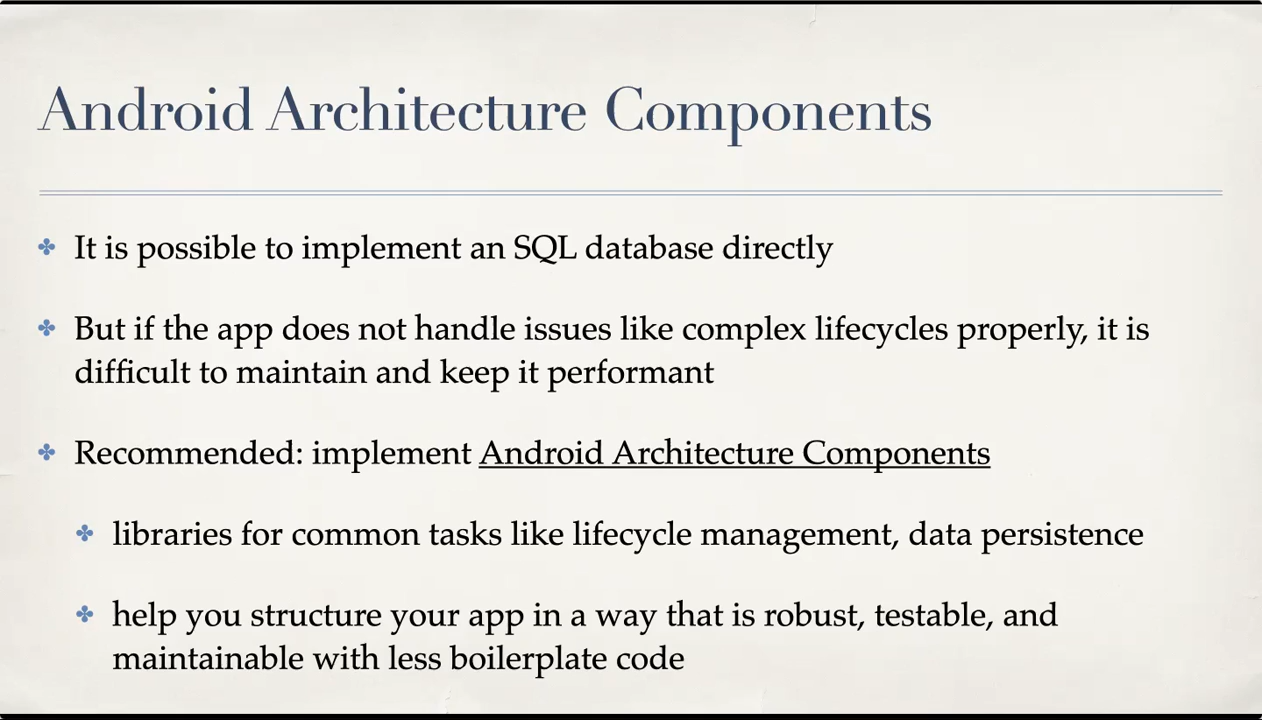 Android Architecture Components
It is possible to implement an SQL database directly
But if the app does not handle issues like complex lifecycles properly, it is
difficult to maintain and keep it performant
Recommended: implement Android Architecture Components
libraries for common tasks like lifecycle management, data persistence
help you structure your app in a way that is robust, testable, and
maintainable with less boilerplate code